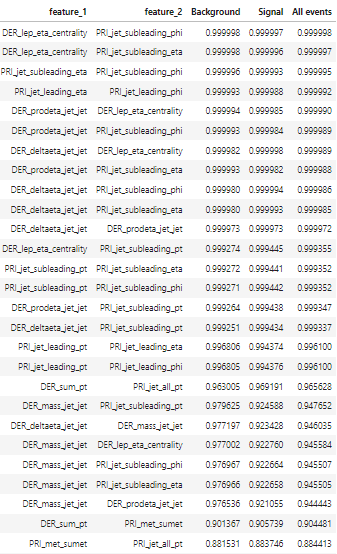 feature_1 feature_2 Background Signal All events
DER_lep_eta_centrality PRI_jet_subleading_phi 0.999998 0.999997 0.999998
DER_lep_eta_centrality PRI_jet_subleading_eta 0.999998 0.999996 0.999997
PRI_jet_subleading_eta PRI_jet_subleading_phi 0.999996 0.999993 0.999995
PRI_jet_leading_eta PRI_jet_leading_phi 0.999993 0.999988 0.999992
DER_prodeta_jet_jet DER_lep_eta_centrality 0.999994 0.999985 0.999990
DER_prodeta_jet_jet PRI_jet_subleading_phi 0.999993 0.999984 0.999989
DER_deltaeta_jet_jet DER_lep_eta_centrality 0.999982 0.999998 0.999989
DER_prodeta_jet_jet PRI_jet_subleading_eta 0.999993 0.999982 0.999988
DER_deltaeta_jet_jet PRI_jet_subleading_phi 0.999980 0.999994 0.999986
DER_deltaeta_jet_jet PRI_jet_subleading_eta 0.999980 0.999993 0.999985
DER_deltaeta_jet_jet DER_prodeta_jet_jet 0.999973 0.999973 0.999972
DER_lep_eta_centrality PRI_jet_subleading_pt 0.999274 0.999445 0.999355
PRI_jet_subleading_pt PRI_jet_subleading_eta 0.999272 0.999441 0.999352
PRI_jet_subleading_pt PRI_jet_subleading_phi 0.999271 0.999442 0.999352
DER_prodeta_jet_jet PRI_jet_subleading_pt 0.999264 0.999438 0.999347
DER_deltaeta_jet_jet PRI_jet_subleading_pt 0.999251 0.999434 0.999337
PRI_jet_leading_pt PRI_jet_leading_eta 0.996806 0.994374 0.996100
PRI_jet_leading_pt PRI_jet_leading_phi 0.996805 0.994376 0.996100
DER_sum_pt PRI_jet_all_pt 0.963005 0.969191 0.965628
DER_mass_jet_jet PRI_jet_subleading_pt 0.979625 0.924588 0.947652
DER_deltaeta_jet_jet DER_mass_jet_jet 0.977197 0.923428 0.946035
DER_mass_jet_jet DER_lep_eta_centrality 0.977002 0.922760 0.945584
DER_mass_jet_jet PRI_jet_subleading_phi 0.976967 0.922664 0.945507
DER_mass_jet_jet PRI_jet_subleading_eta 0.976966 0.922658 0.945505
DER_mass_jet_jet DER_prodeta_jet_jet 0.976536 0.921055 0.944443
DER_sum_pt PRI_met_sumet 0.901367 0.905739 0.904481
PRI_met_sumet PRI_jet_all_pt 0.881531 0.883746 0.884413